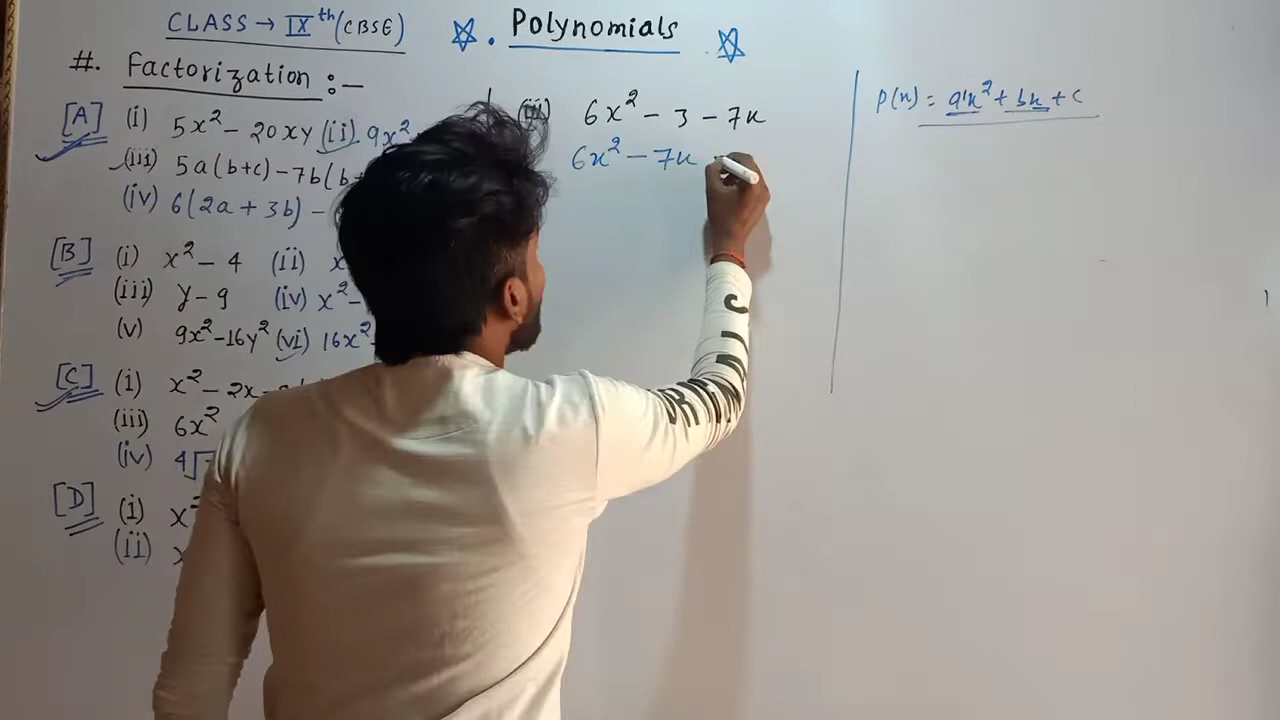 CLASS → IXth (CBSE)
Polynomials
#. Factorization :—
[A] (i) 5x² - 20xy (ii) 9x²
(iii) 5a(b+c) - 7b(b+
(iv) 6(2a + 3b) -
[B] (i) x² - 4 (ii) x
(iii) y - 9 (iv) x² -
(v) 9x² - 16y² (vi) 16x²
[C] (i) x² - 2x -
(iii) 6x²
(iv) 4√
[D] (i) x²
(ii) x
(iii) 6x² - 3 - 7x
6x² - 7x
P(x) = ax² + bx + c